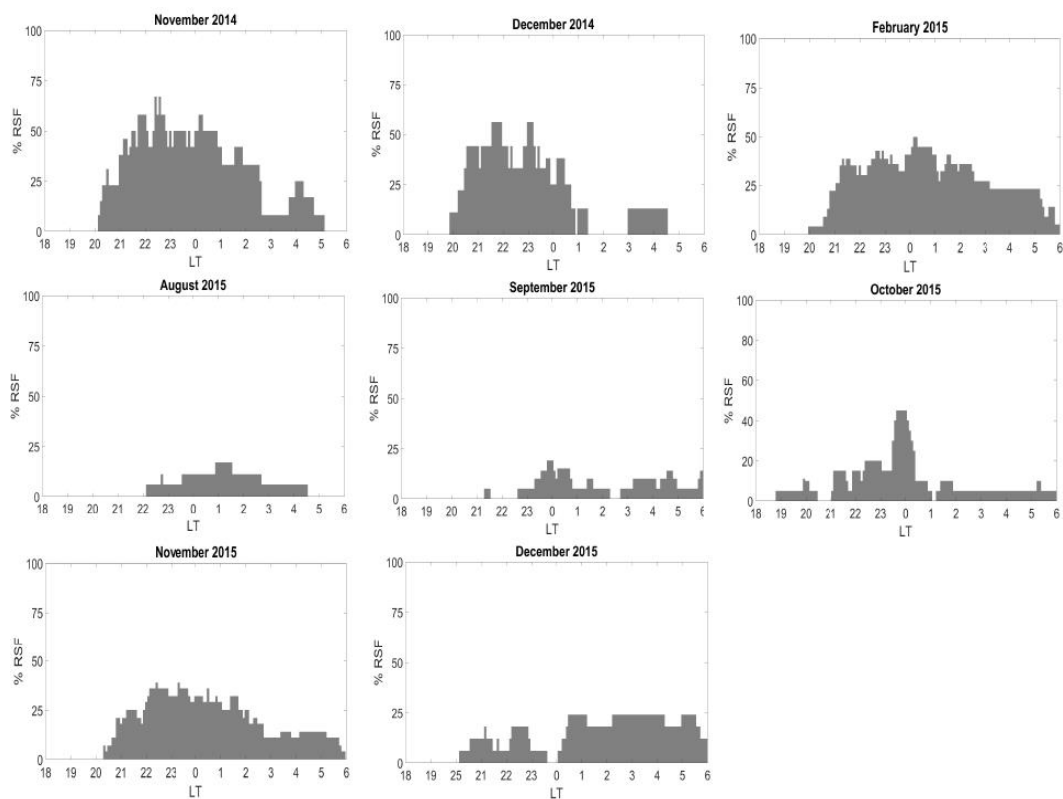 November 2014
100
75
50
25
0
% RSF
18 19 20 21 22 23 0 1 2 3 4 5 6
LT
December 2014
100
75
50
25
0
% RSF
18 19 20 21 22 23 0 1 2 3 4 5 6
LT
February 2015
100
75
50
25
0
% RSF
18 19 20 21 22 23 0 1 2 3 4 5 6
LT
August 2015
100
75
50
25
0
% RSF
18 19 20 21 22 23 0 1 2 3 4 5 6
LT
September 2015
100
75
50
25
0
% RSF
18 19 20 21 22 23 0 1 2 3 4 5 6
LT
October 2015
100
80
60
40
20
0
% RSF
18 19 20 21 22 23 0 1 2 3 4 5 6
LT
November 2015
100
75
50
25
0
% RSF
18 19 20 21 22 23 0 1 2 3 4 5 6
LT
December 2015
100
75
50
25
0
% RSF
18 19 25 21 22 23 0 1 2 3 4 5 6
LT